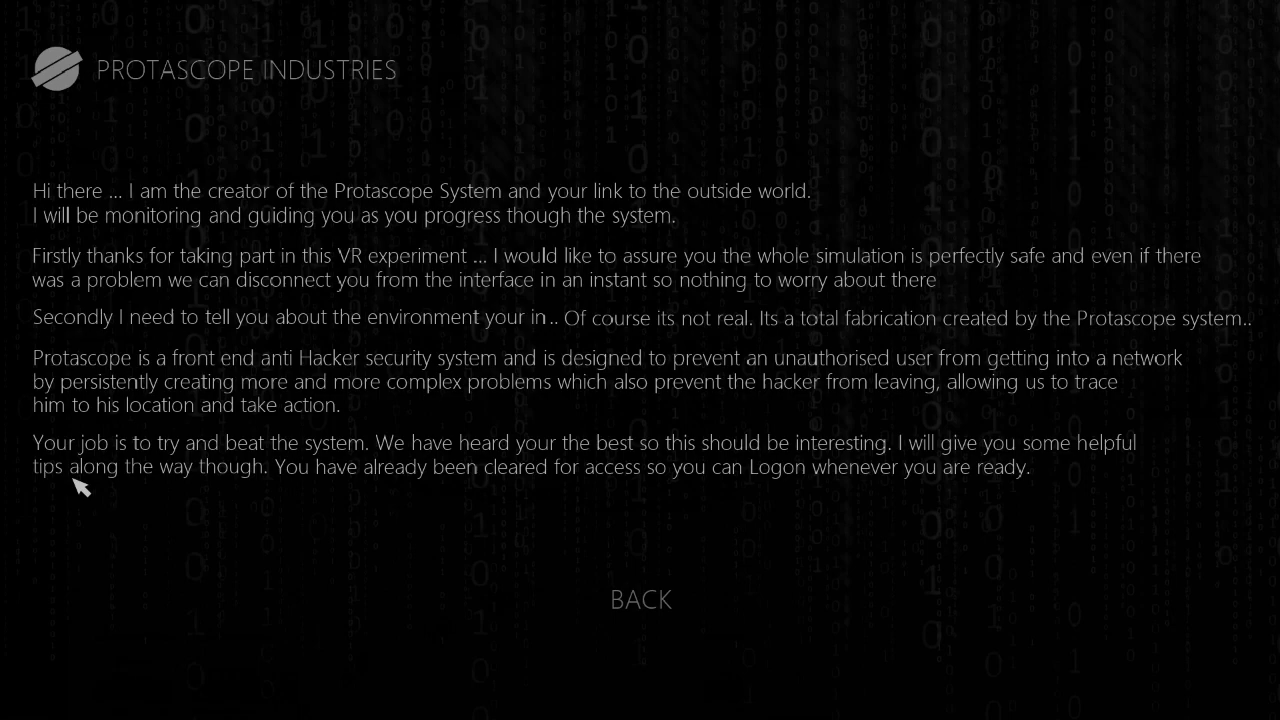 PROTASCOPE INDUSTRIES
Hi there ... I am the creator of the Protascope System and your link to the outside world.
I will be monitoring and guiding you as you progress though the system.
Firstly thanks for taking part in this VR experiment ... I would like to assure you the whole simulation is perfectly safe and even if there
was a problem we can disconnect you from the interface in an instant so nothing to worry about there
Secondly I need to tell you about the environment your in .. Of course its not real. Its a total fabrication created by the Protascope system..
Protascope is a front end anti Hacker security system and is designed to prevent an unauthorised user from getting into a network
by persistently creating more and more complex problems which also prevent the hacker from leaving, allowing us to trace
him to his location and take action.
Your job is to try and beat the system. We have heard your the best so this should be interesting. I will give you some helpful
tips along the way though. You have already been cleared for access so you can Logon whenever you are ready.
BACK